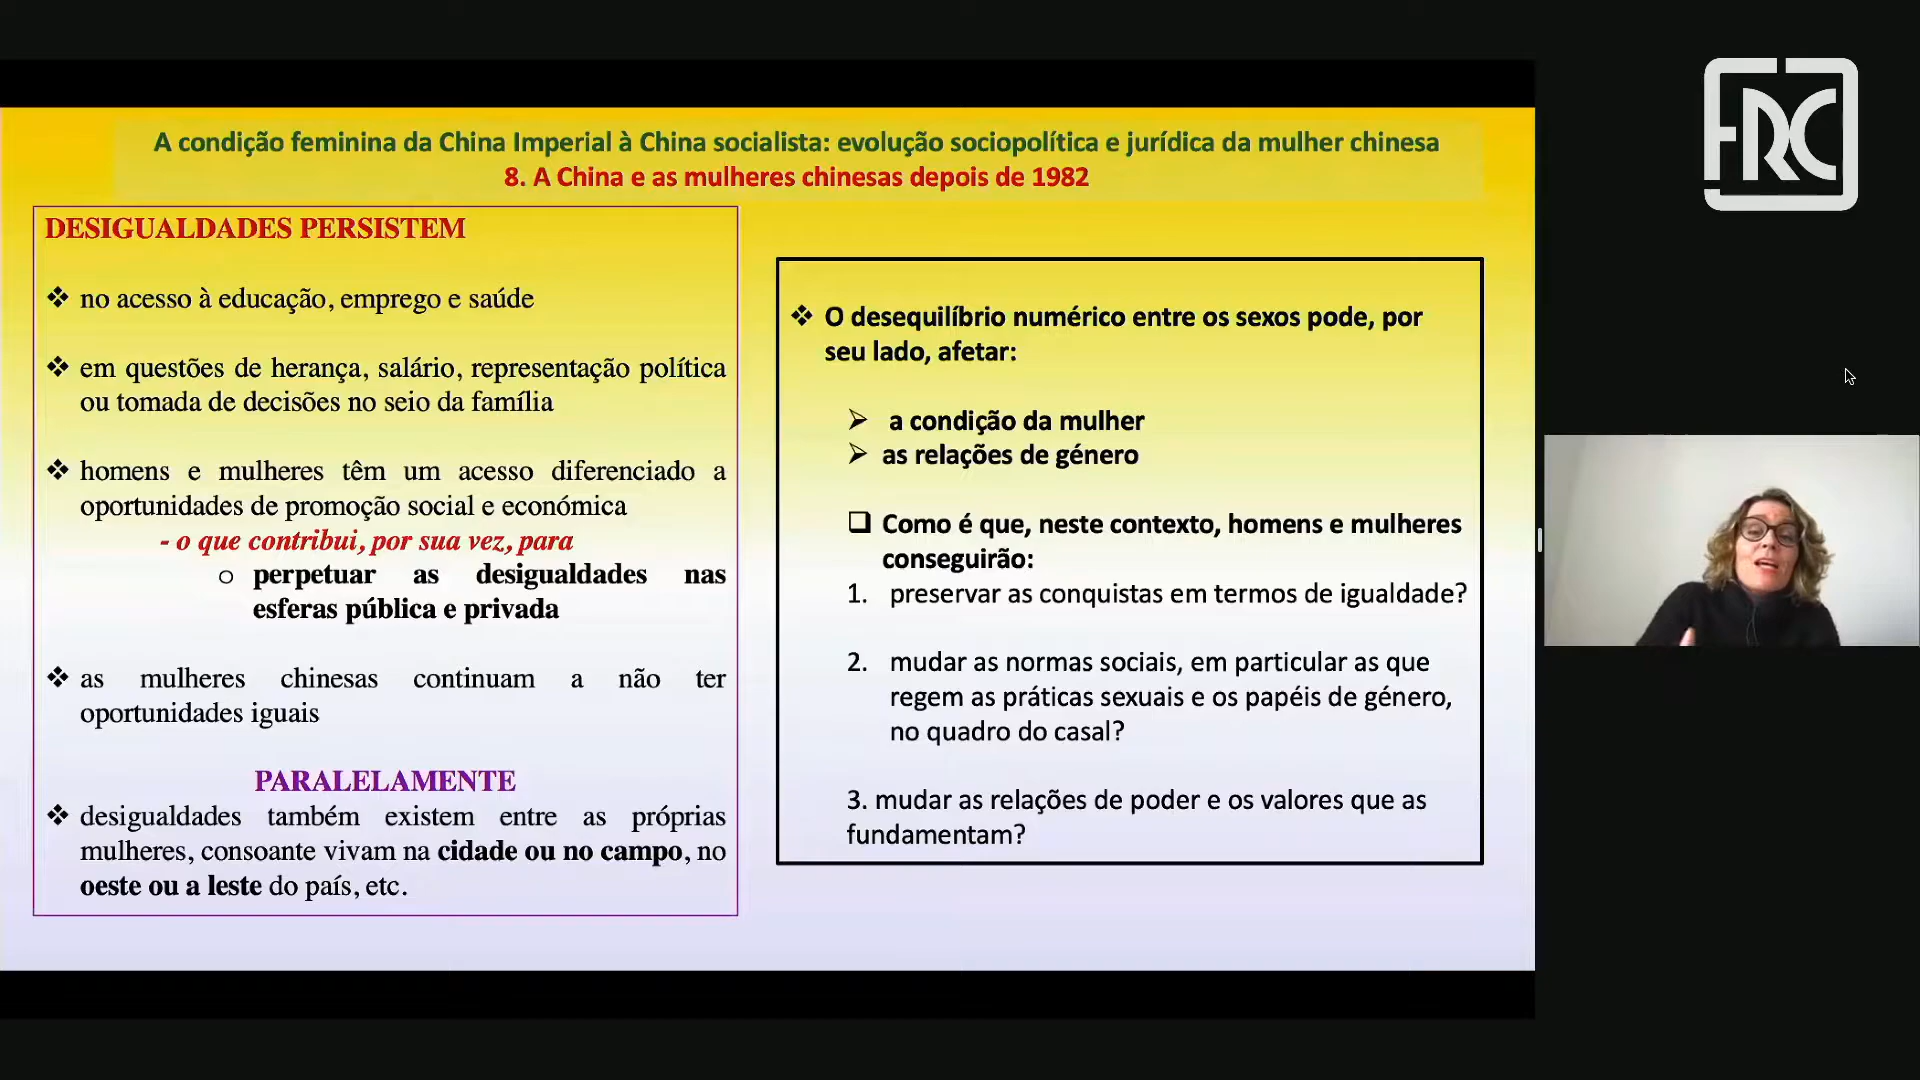 A condição feminina da China Imperial à China socialista: evolução sociopolítica e jurídica da mulher chinesa
8. A China e as mulheres chinesas depois de 1982
DESIGUALDADES PERSISTEM
❖ no acesso à educação, emprego e saúde
❖ em questões de herança, salário, representação política
ou tomada de decisões no seio da família
❖ homens e mulheres têm um acesso diferenciado a
oportunidades de promoção social e económica
- o que contribui, por sua vez, para
o perpetuar as desigualdades nas
esferas pública e privada
❖ as mulheres chinesas continuam a não ter
oportunidades iguais
PARALELAMENTE
❖ desigualdades também existem entre as próprias
mulheres, consoante vivam na cidade ou no campo, no
oeste ou a leste do país, etc.
❖ O desequilíbrio numérico entre os sexos pode, por
seu lado, afetar:
➢ a condição da mulher
➢ as relações de género
❑ Como é que, neste contexto, homens e mulheres
conseguirão:
1. preservar as conquistas em termos de igualdade?
2. mudar as normas sociais, em particular as que
regem as práticas sexuais e os papéis de género,
no quadro do casal?
3. mudar as relações de poder e os valores que as
fundamentam?
FRC